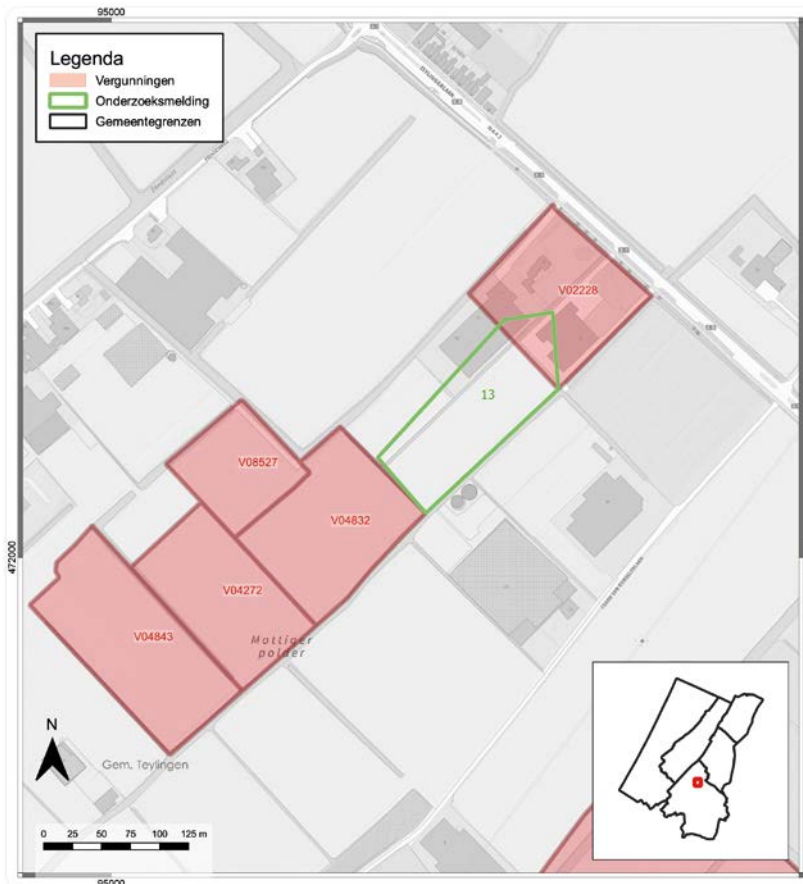 95000
Legenda
Vergunningen
Onderzoeksmelding
Gemeentegrenzen
V02228
13
V08527
V04832
472000
V04272
V04843
Mottiger
polder
N
Gem. Teylingen
0 25 50 75 100 125 m
95000